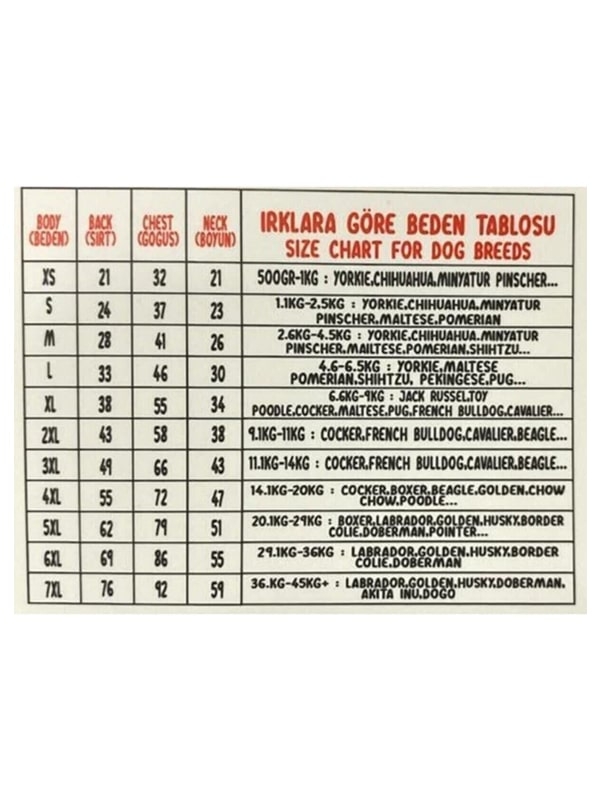 BODY (BEDEN) BACK (SIRT) CHEST (GÖGÜS) NECK (BOYUN) IRKLARA GÖRE BEDEN TABLOSU
SIZE CHART FOR DOG BREEDS
XS 21 32 21 500GR-1KG : YORKIE,CHIHUAHUA,MINYATUR PINSCHER...
S 24 37 23 1.1KG-2.5KG : YORKIE,CHIHUAHUA,MINYATUR
PINSCHER,MALTESE,POMERIAN
M 28 41 26 2.6KG-4.5KG : YORKIE,CHIHUAHUA,MINYATUR
PINSCHER,MAILTESE,POMERIAN,SHIHTZU...
L 33 46 30 4.6-6.5KG : YORKIE,MALTESE
POMERIAN,SHIHTZU, PEKINGESE,PUG...
XL 38 55 34 6.6KG-9KG : JACK RUSSEL,TOY
POODLE,COCKER,MALTESE,PUG,FRENCH BULLDOG,CAVALIER...
2XL 43 58 38 9.1KG-11KG : COCKER,FRENCH BULLDOG,CAVALIER,BEAGLE...
3XL 49 66 43 11.1KG-14KG : COCKER,FRENCH BULLDOG,CAVALIER,BEAGLE...
4XL 55 72 47 14.1KG-20KG : COCKER,BOXER,BEAGLE,GOLDEN,CHOW
CHOW,POODLE...
5XL 62 79 51 20.1KG-29KG : BOXER,LABRADOR,GOLDEN,HUSKY,BORDER
COLIE,DOBERMAN,POINTER...
6XL 69 86 55 29.1KG-36KG : LABRADOR,GOLDEN,HUSKY,BORDER
COLIE,DOBERMAN
7XL 76 92 59 36.KG-45KG+ : LABRADOR,GOLDEN,HUSKY,DOBERMAN,
AKITA INU,DOGO